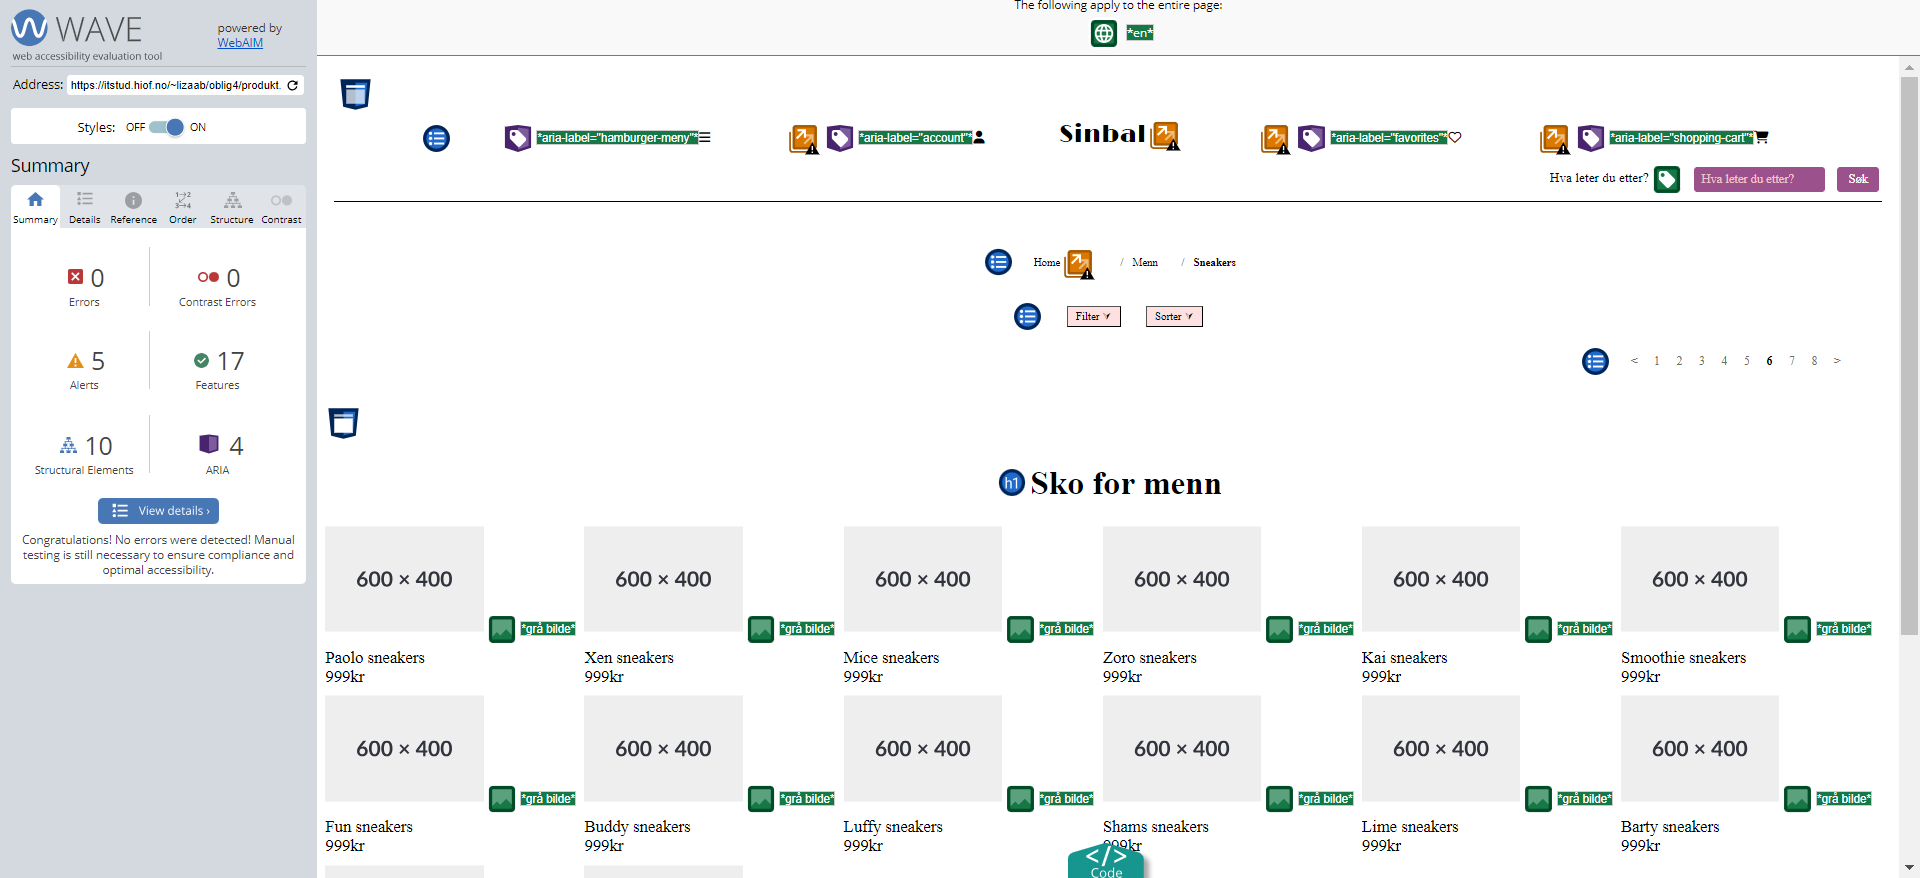 WAVE
web accessibility evaluation tool
powered by
WebAIM
Address: https://itstud.hiof.no/~lizaab/oblig4/produkt.
Styles: OFF ON
Summary
Summary Details Reference Order Structure Contrast
0 Errors
0 Contrast Errors
5 Alerts
17 Features
10 Structural Elements
4 ARIA
View details ›
Congratulations! No errors were detected! Manual
testing is still necessary to ensure compliance and
optimal accessibility.
The following apply to the entire page:
*en*
*aria-label="hamburger-meny"* *aria-label="account"* Sinbal *aria-label="favorites"* *aria-label="shopping-cart"*
Hva leter du etter? Hva leter du etter? Søk
Home / Menn / Sneakers
Filter Sorter
< 1 2 3 4 5 6 7 8 >
h1 Sko for menn
600 × 400 600 × 400 600 × 400 600 × 400 600 × 400 600 × 400
*grå bilde* *grå bilde* *grå bilde* *grå bilde* *grå bilde* *grå bilde*
Paolo sneakers Xen sneakers Mice sneakers Zoro sneakers Kai sneakers Smoothie sneakers
999kr 999kr 999kr 999kr 999kr 999kr
600 × 400 600 × 400 600 × 400 600 × 400 600 × 400 600 × 400
*grå bilde* *grå bilde* *grå bilde* *grå bilde* *grå bilde* *grå bilde*
Fun sneakers Buddy sneakers Luffy sneakers Shams sneakers Lime sneakers Barty sneakers
999kr 999kr 999kr 999kr 999kr 999kr
</> Code